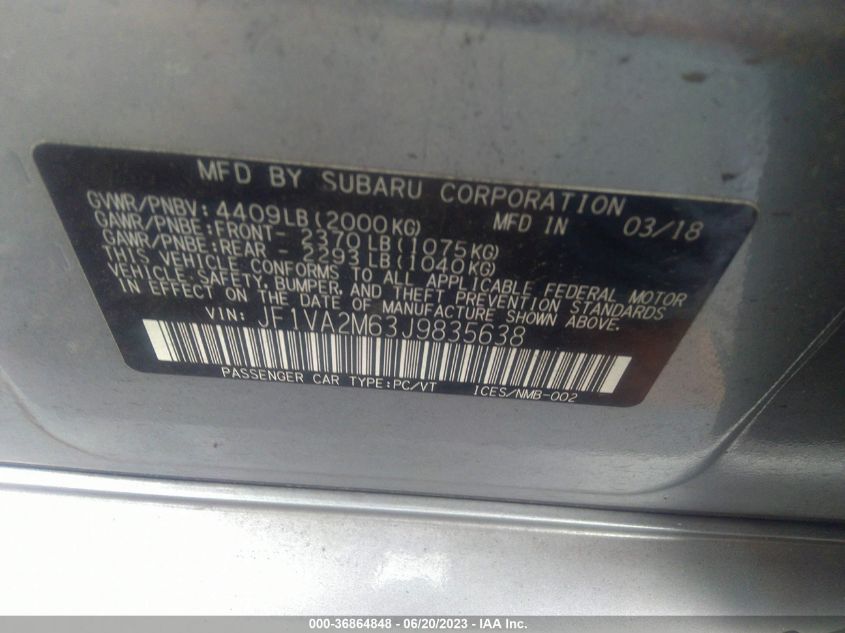 MFD BY SUBARU CORPORATION
GVWR/PNBV: 4409LB(2000KG) MFD IN 03/18
GAWR/PNBE:FRONT- 2370LB(1075KG)
GAWR/PNBE:REAR - 2293LB(1040KG)
THIS VEHICLE CONFORMS TO ALL APPLICABLE FEDERAL MOTOR
VEHICLE SAFETY, BUMPER, AND THEFT PREVENTION STANDARDS
IN EFFECT ON THE DATE OF MANUFACTURE SHOWN ABOVE.
VIN: JF1VA2M63J9835638
PASSENGER CAR TYPE:PC/VT ICES/NMB-002
000-36864848 - 06/20/2023 - IAA Inc.